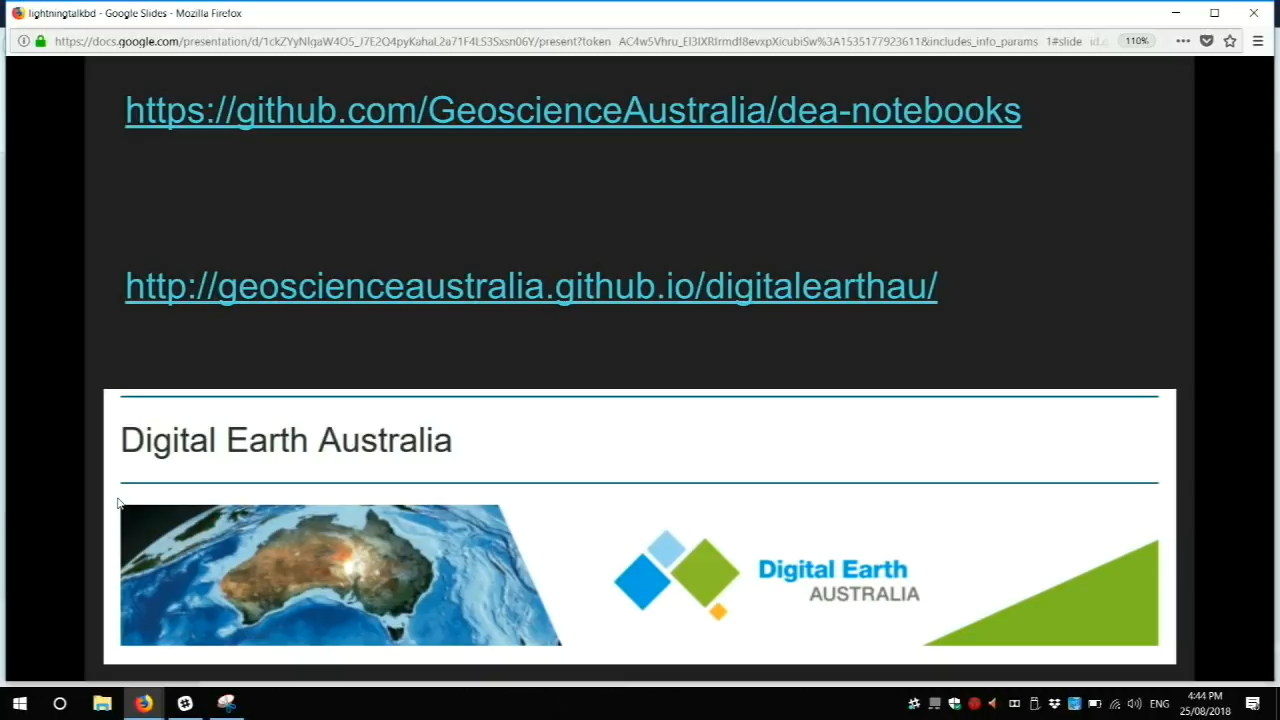 lightningtalkbd - Google Slides - Mozilla Firefox
110%
https://github.com/GeoscienceAustralia/dea-notebooks
http://geoscienceaustralia.github.io/digitalearthau/
Digital Earth Australia
Digital Earth
AUSTRALIA
ENG
4:44 PM
25/08/2018